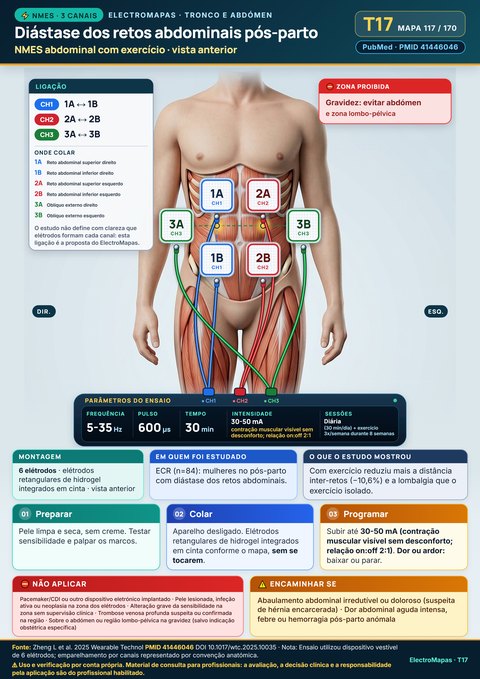 NMES · 3 CANAIS
ELECTROMAPAS · TRONCO E ABDÓMEN
Diástase dos retos abdominais pós-parto
NMES abdominal com exercício · vista anterior
T17 MAPA 117 / 170
PubMed · PMID 41446046
LIGAÇÃO
CH1 1A ↔ 1B
CH2 2A ↔ 2B
CH3 3A ↔ 3B
ONDE COLAR
1A Reto abdominal superior direito
1B Reto abdominal inferior direito
2A Reto abdominal superior esquerdo
2B Reto abdominal inferior esquerdo
3A Oblíquo externo direito
3B Oblíquo externo esquerdo
O estudo não define com clareza que
elétrodos formam cada canal; esta
ligação é a proposta do ElectroMapas.
ZONA PROIBIDA
Gravidez: evitar abdómen
e zona lombo-pélvica
1A
CH1
2A
CH2
3A
CH3
3B
CH3
1B
CH1
2B
CH2
DIR.
ESQ.
CH1
CH2
CH3
PARÂMETROS DO ENSAIO
FREQUÊNCIA
5-35 Hz
PULSO
600 µs
TEMPO
30 min
INTENSIDADE
30-50 mA
contração muscular visível sem
desconforto; relação on:off 2:1
SESSÕES
Diária
(30 min/dia) + exercício
3x/semana durante 8 semanas
MONTAGEM
6 elétrodos · elétrodos
retangulares de hidrogel
integrados em cinta · vista anterior
EM QUEM FOI ESTUDADO
ECR (n=84): mulheres no pós-parto
com diástase dos retos abdominais.
O QUE O ESTUDO MOSTROU
Com exercício reduziu mais a distância
inter-retos (−10,6%) e a lombalgia que o
exercício isolado.
01 Preparar
Pele limpa e seca, sem creme. Testar
sensibilidade e palpar os marcos.
02 Colar
Aparelho desligado. Elétrodos
retangulares de hidrogel integrados
em cinta conforme o mapa, sem se
tocarem.
03 Programar
Subir até 30-50 mA (contração
muscular visível sem desconforto;
relação on:off 2:1). Dor ou ardor:
baixar ou parar.
NÃO APLICAR
Pacemaker/CDI ou outro dispositivo eletrónico implantado · Pele lesionada, infeção
ativa ou neoplasia na zona dos elétrodos · Alteração grave da sensibilidade na
zona sem supervisão clínica · Trombose venosa profunda suspeita ou confirmada
na região · Sobre o abdómen ou região lombo-pélvica na gravidez (salvo indicação
obstétrica específica)
ENCAMINHAR SE
Abaulamento abdominal irredutível ou doloroso (suspeita
de hérnia encarcerada) · Dor abdominal aguda intensa,
febre ou hemorragia pós-parto anómala
Fonte: Zheng L et al. 2025 Wearable Technol PMID 41446046 DOI 10.1017/wtc.2025.10035 · Nota: Ensaio utilizou dispositivo vestível
de 6 elétrodos; emparelhamento por canais representado por convenção anatómica.
Uso e verificação por conta própria. Material de consulta para profissionais: a avaliação, a decisão clínica e a responsabilidade
pela aplicação são do profissional habilitado.
ElectroMapas · T17